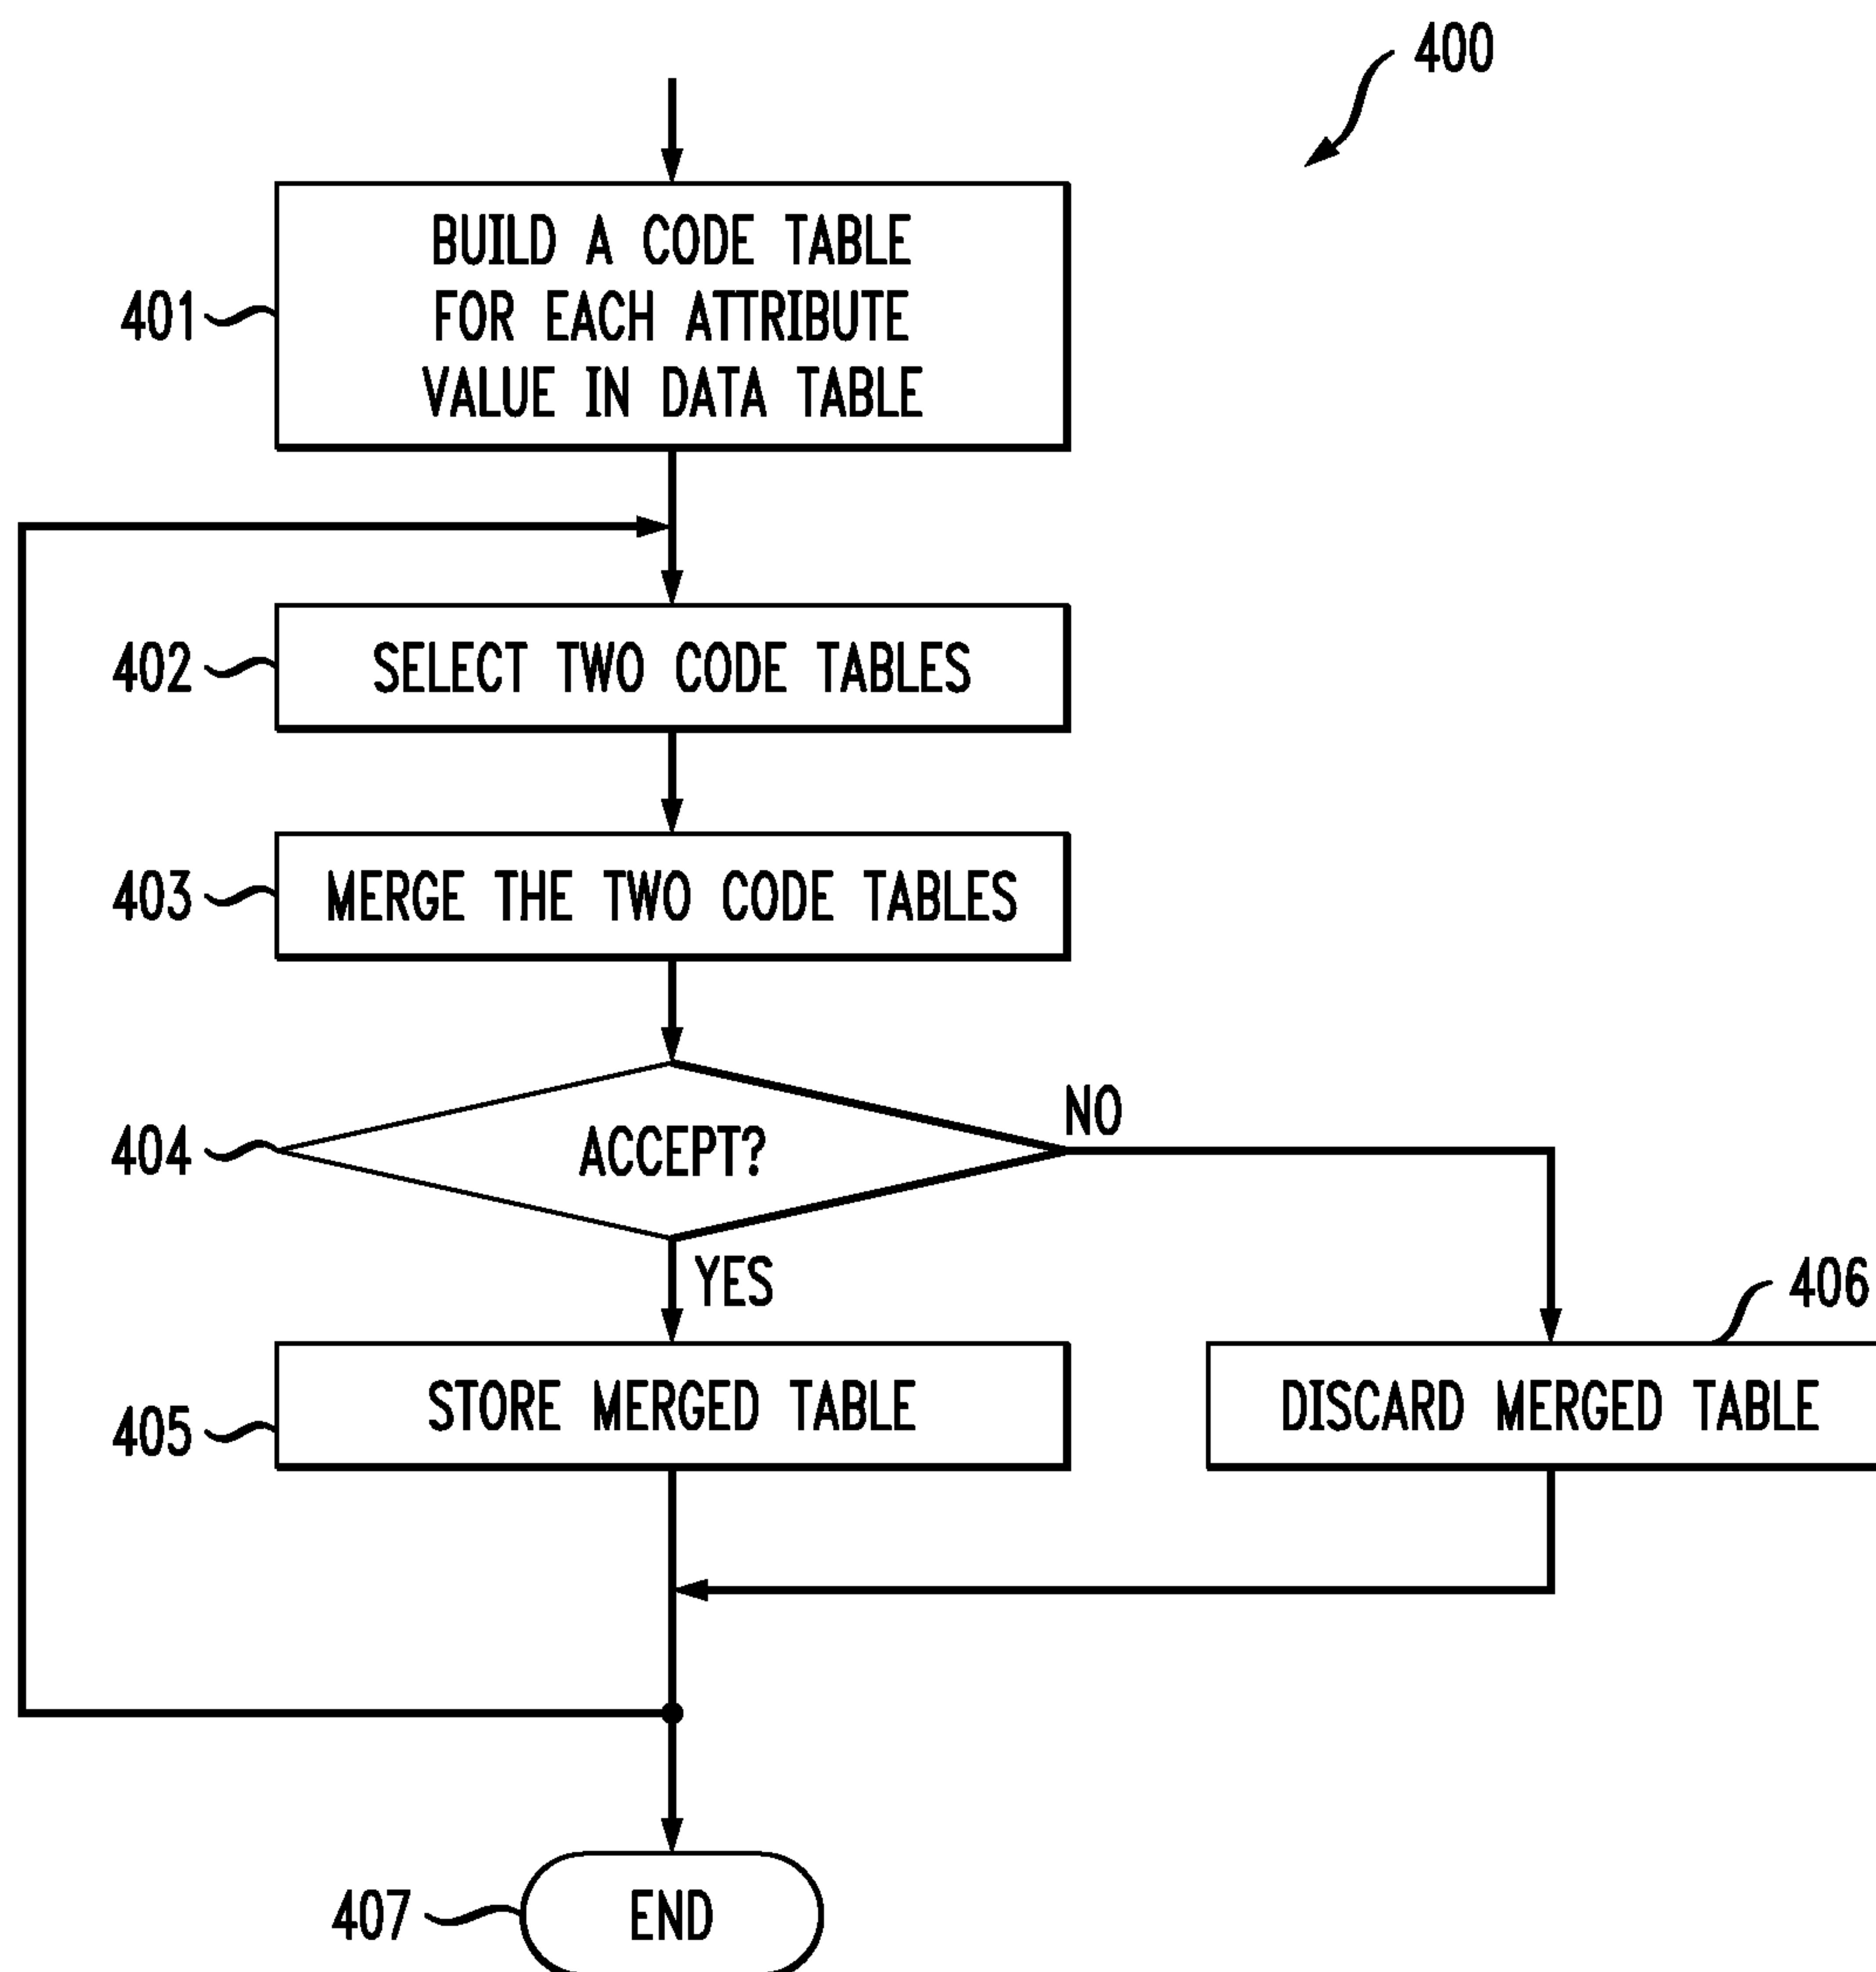 400
BUILD A CODE TABLE
FOR EACH ATTRIBUTE
VALUE IN DATA TABLE
401
402
SELECT TWO CODE TABLES
403
MERGE THE TWO CODE TABLES
404
ACCEPT?
NO
YES
406
405
STORE MERGED TABLE
DISCARD MERGED TABLE
407
END